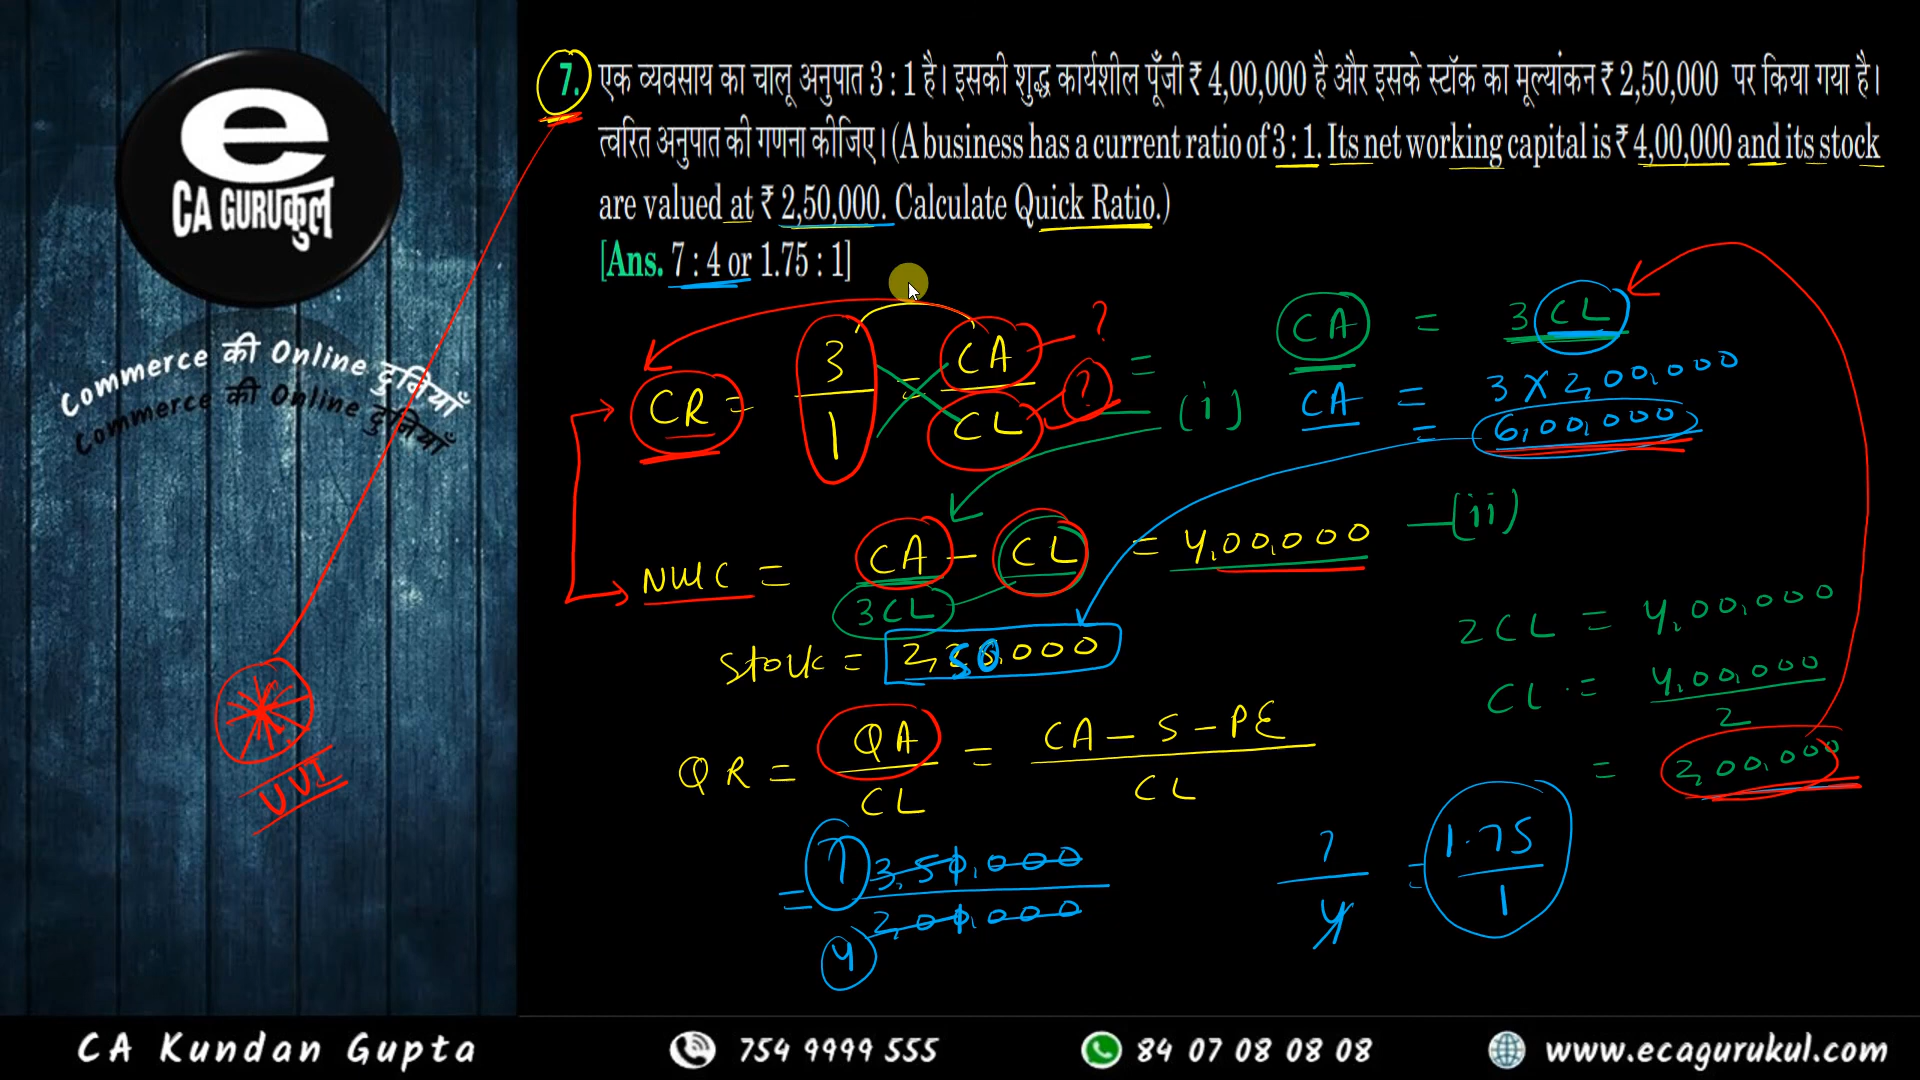 e
CA GURUकुल
Commerce की Online दुनियाँ
Commerce की Online दुनियाँ
7. एक व्यवसाय का चालू अनुपात 3 : 1 है। इसकी शुद्ध कार्यशील पूँजी ₹ 4,00,000 है और इसके स्टॉक का मूल्यांकन ₹ 2,50,000 पर किया गया है।
त्वरित अनुपात की गणना कीजिए। (A business has a current ratio of 3 : 1. Its net working capital is ₹ 4,00,000 and its stock
are valued at ₹ 2,50,000. Calculate Quick Ratio.)
[Ans. 7 : 4 or 1.75 : 1]
CR = 3/1 = CA/CL
? ?
= (i)
CA = 3CL
CA = 3 X 2,00,000
= 6,00,000
NWC = CA - CL = 4,00,000 (ii)
3CL
2CL = 4,00,000
Stock = 2,50,000
CL = 4,00,000/2
= 2,00,000
QR = QA/CL = CA - S - PE/CL
= 3,50,000/2,00,000
7
4
7/4 = 1.75/1
VVI
CA Kundan Gupta
754 9999 555
84 07 08 08 08
www.ecagurukul.com